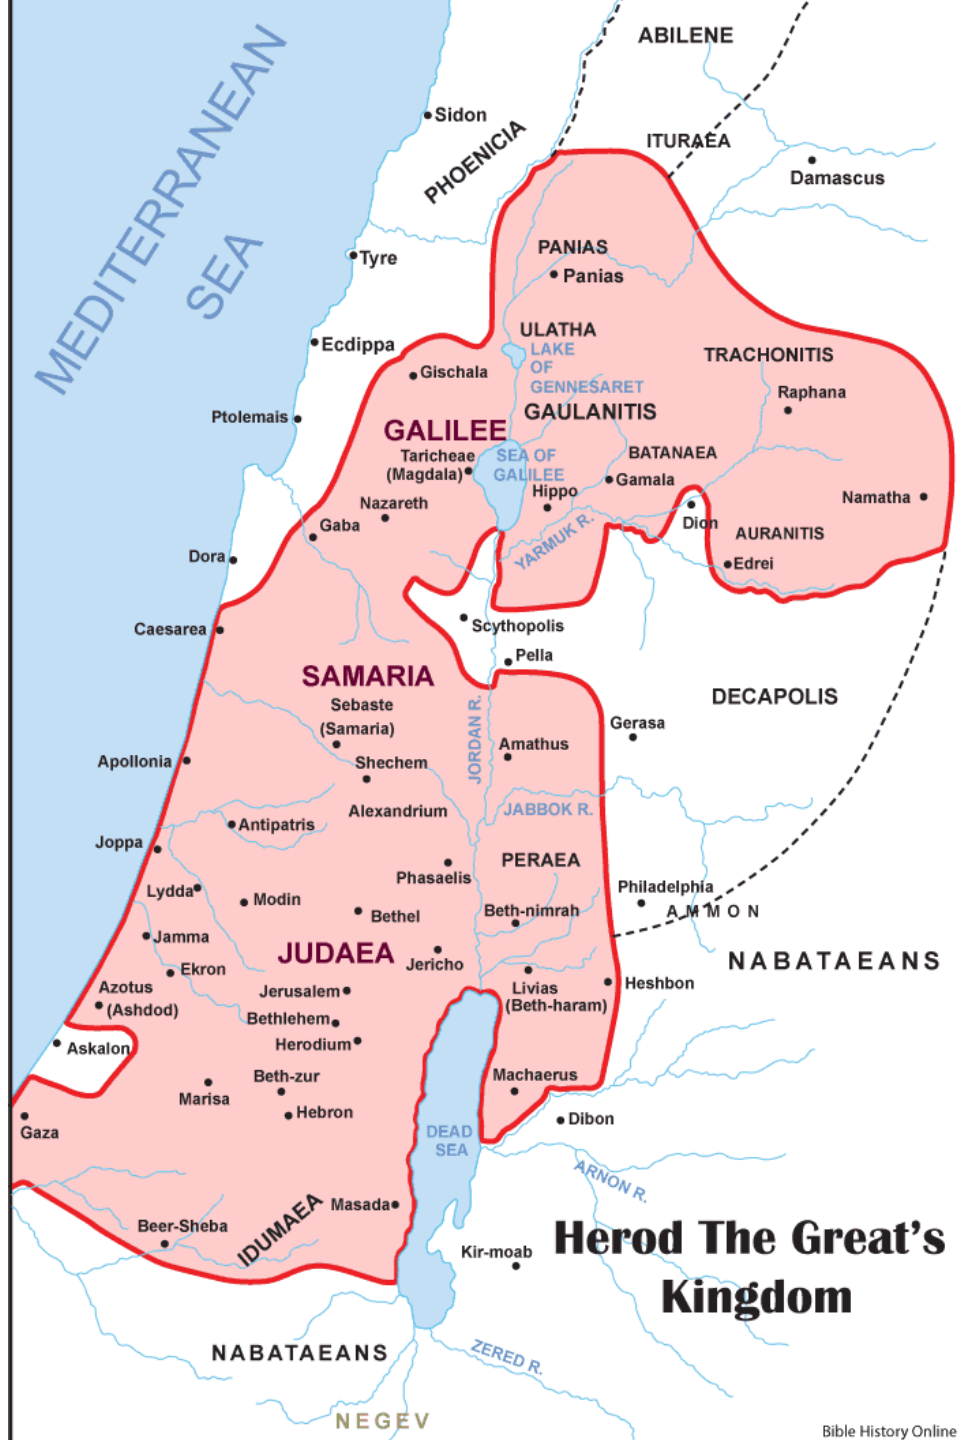 ABILENE
Sidon
PHOENICIA
ITURAEA
Damascus
MEDITERRANEAN
SEA
Tyre
PANIAS
Panias
ULATHA
Ecdippa
LAKE
OF
GENNESARET
TRACHONITIS
Gischala
Raphana
Ptolemais
GALILEE
GAULANITIS
Taricheae
(Magdala)
SEA OF
GALILEE
BATANAEA
Gamala
Hippo
Namatha
Nazareth
Gaba
Dion
YARMUK R.
AURANITIS
Dora
Edrei
Caesarea
Scythopolis
Pella
SAMARIA
DECAPOLIS
Sebaste
(Samaria)
JORDAN R.
Gerasa
Amathus
Apollonia
Shechem
Alexandrium
JABBOK R.
Antipatris
Joppa
PERAEA
Phasaelis
Lydda
Modin
Philadelphia
AMMON
Bethel
Beth-nimrah
Jamma
JUDAEA
Jericho
NABATAEANS
Ekron
Azotus
(Ashdod)
Jerusalem
Livias
(Beth-haram)
Heshbon
Bethlehem
Askalon
Herodium
Beth-zur
Machaerus
Marisa
Hebron
Dibon
Gaza
DEAD
SEA
ARNON R.
Masada
IDUMAEA
Beer-Sheba
Kir-moab
Herod The Great's
Kingdom
NABATAEANS
ZERED R.
NEGEV
Bible History Online